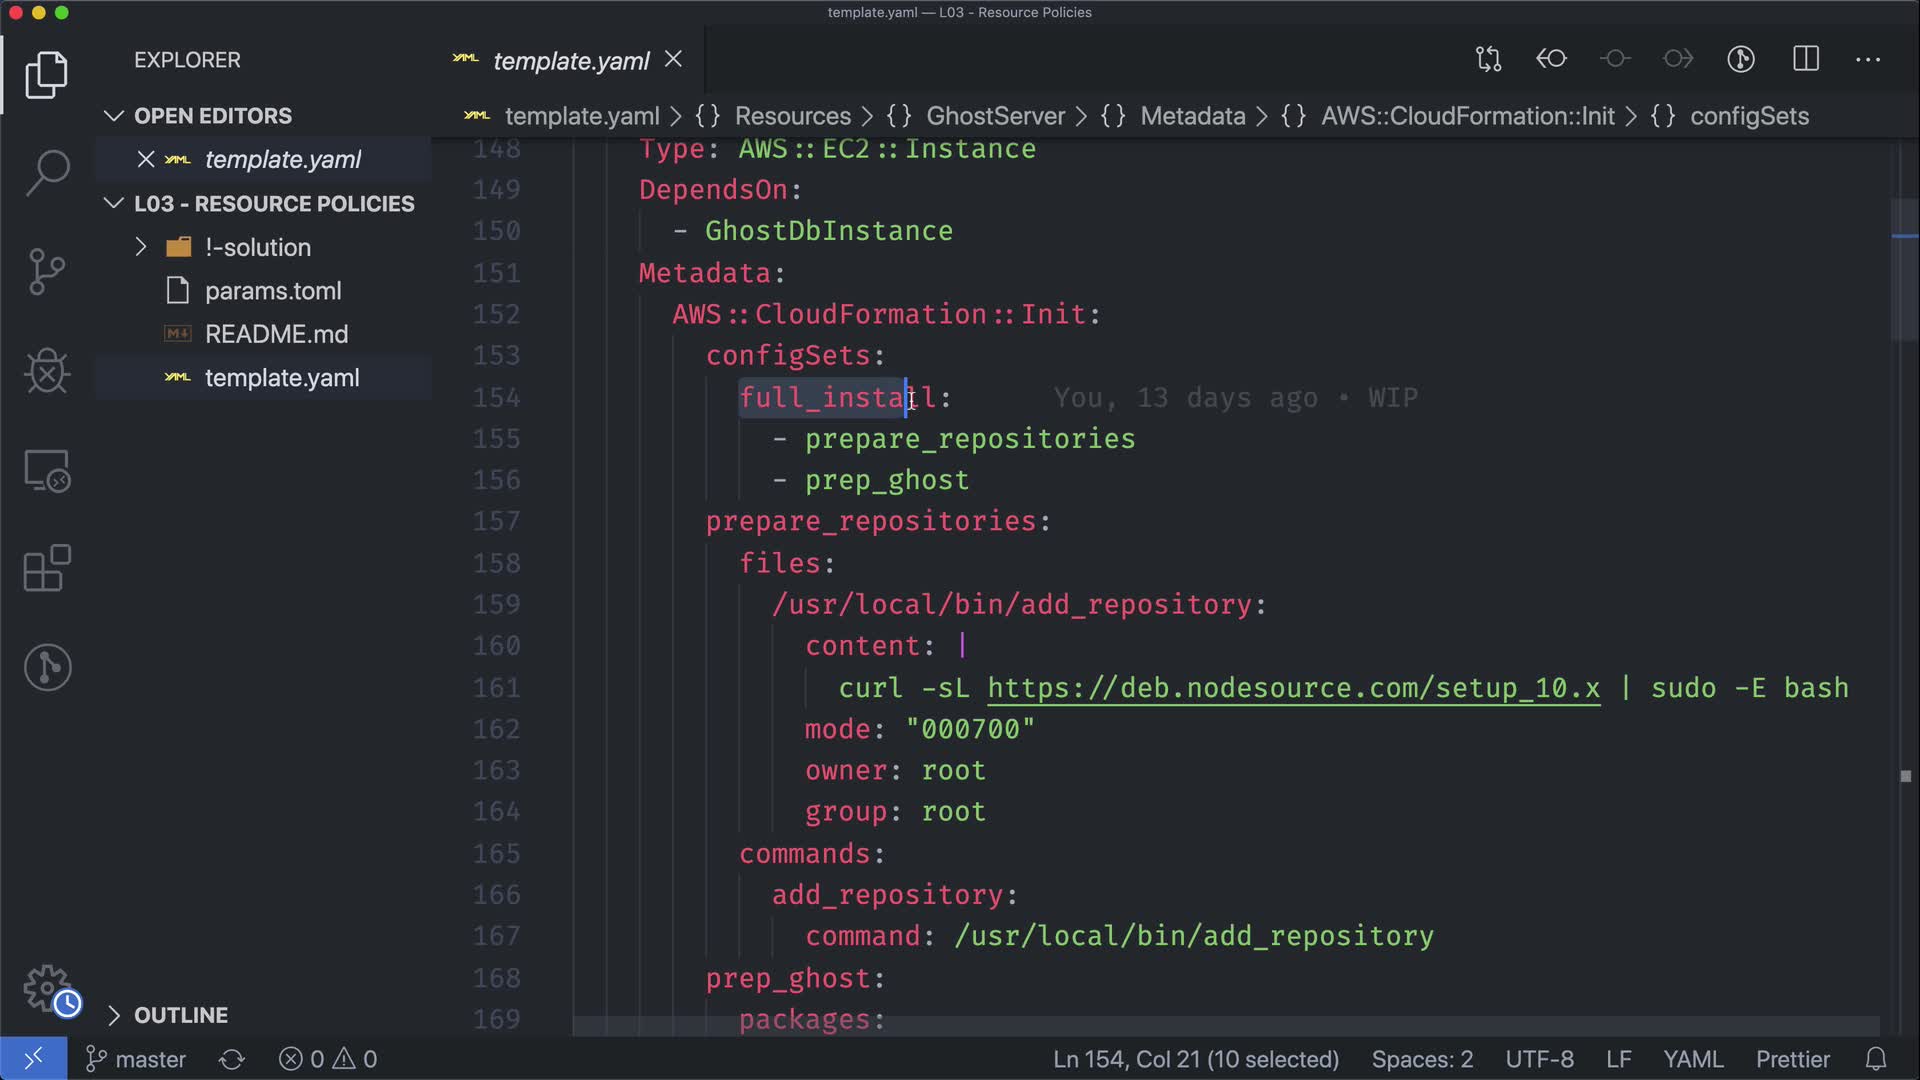 template.yaml — L03 - Resource Policies
EXPLORER
template.yaml
OPEN EDITORS
template.yaml
L03 - RESOURCE POLICIES
!-solution
params.toml
README.md
template.yaml
OUTLINE
template.yaml > {} Resources > {} GhostServer > {} Metadata > {} AWS::CloudFormation::Init > {} configSets
148 Type: AWS::EC2::Instance
149 DependsOn:
150 - GhostDbInstance
151 Metadata:
152 AWS::CloudFormation::Init:
153 configSets:
154 full_install: You, 13 days ago • WIP
155 - prepare_repositories
156 - prep_ghost
157 prepare_repositories:
158 files:
159 /usr/local/bin/add_repository:
160 content: |
161 curl -sL https://deb.nodesource.com/setup_10.x | sudo -E bash
162 mode: "000700"
163 owner: root
164 group: root
165 commands:
166 add_repository:
167 command: /usr/local/bin/add_repository
168 prep_ghost:
169 packages:
master 0 0 Ln 154, Col 21 (10 selected) Spaces: 2 UTF-8 LF YAML Prettier